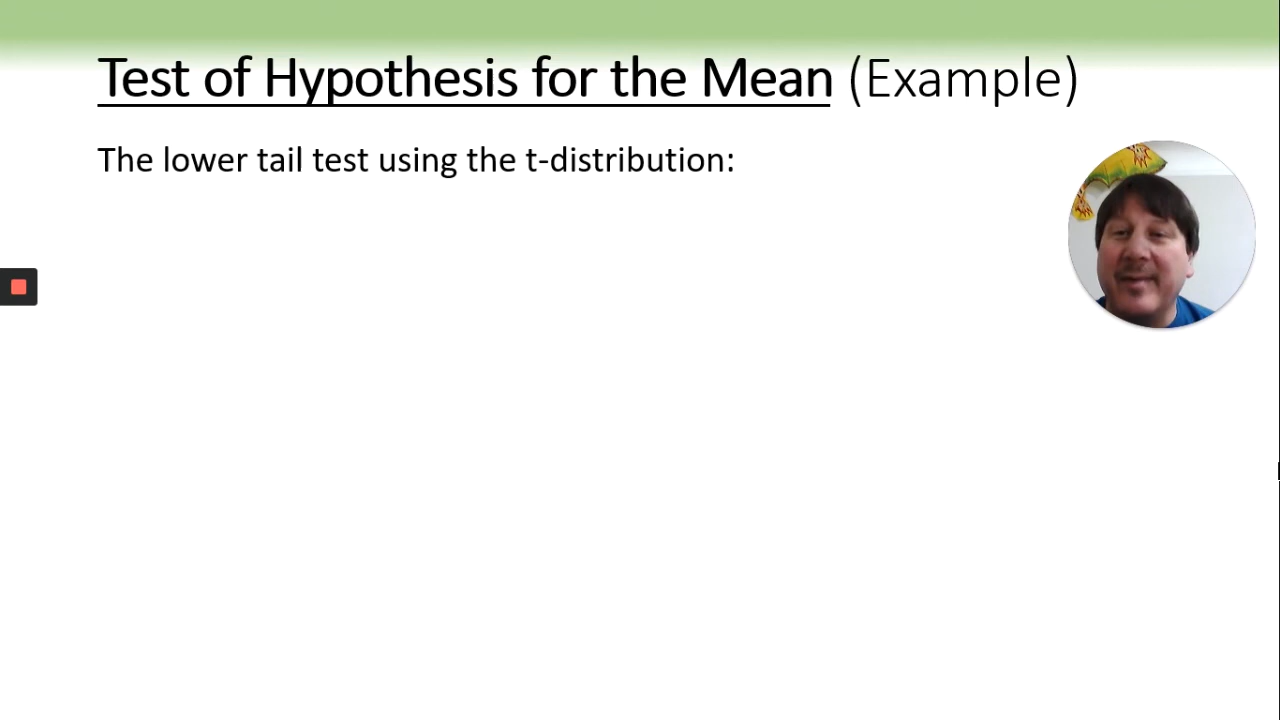 Test of Hypothesis for the Mean (Example)
The lower tail test using the t-distribution: